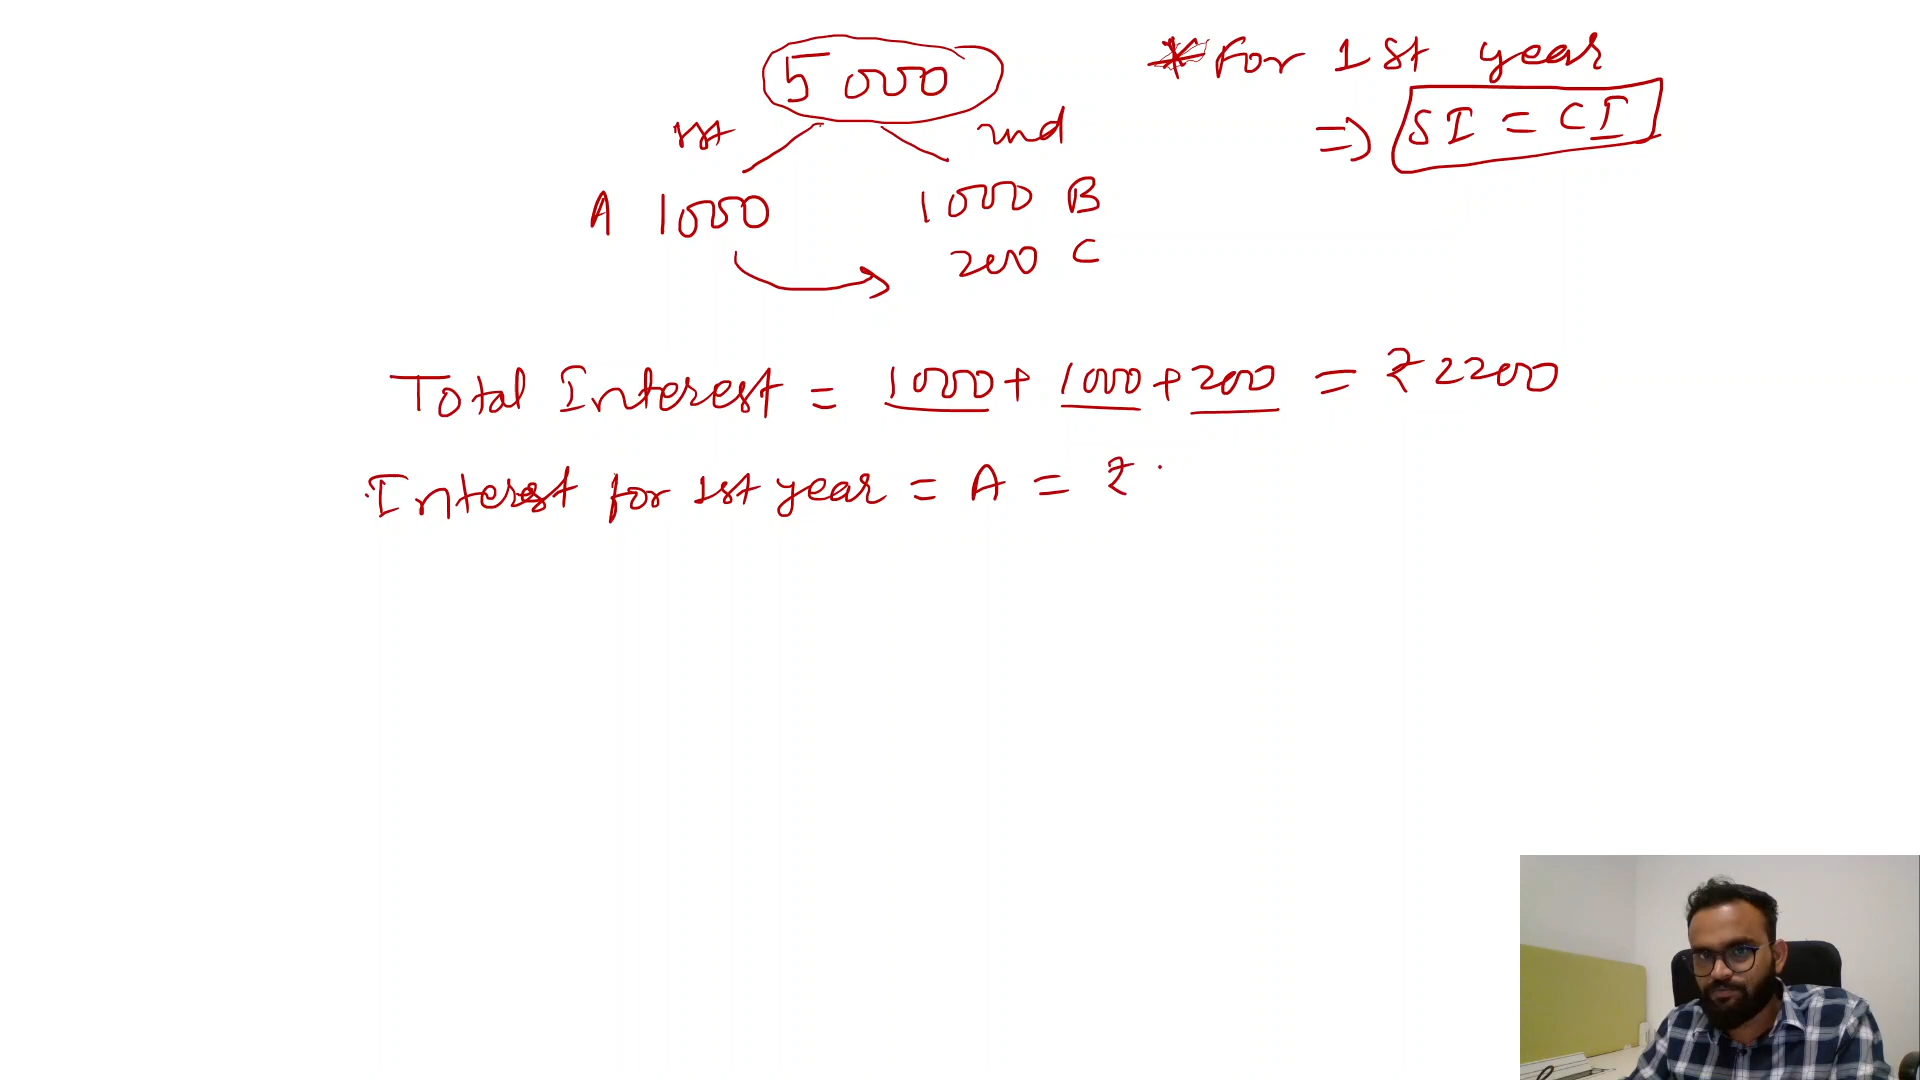 5000
* For 1st year
1st 2nd
=> SI = CI
A 1000 1000 B
200 C
Total Interest = 1000 + 1000 + 200 = ₹ 2200
Interest for 1st year = A = ₹